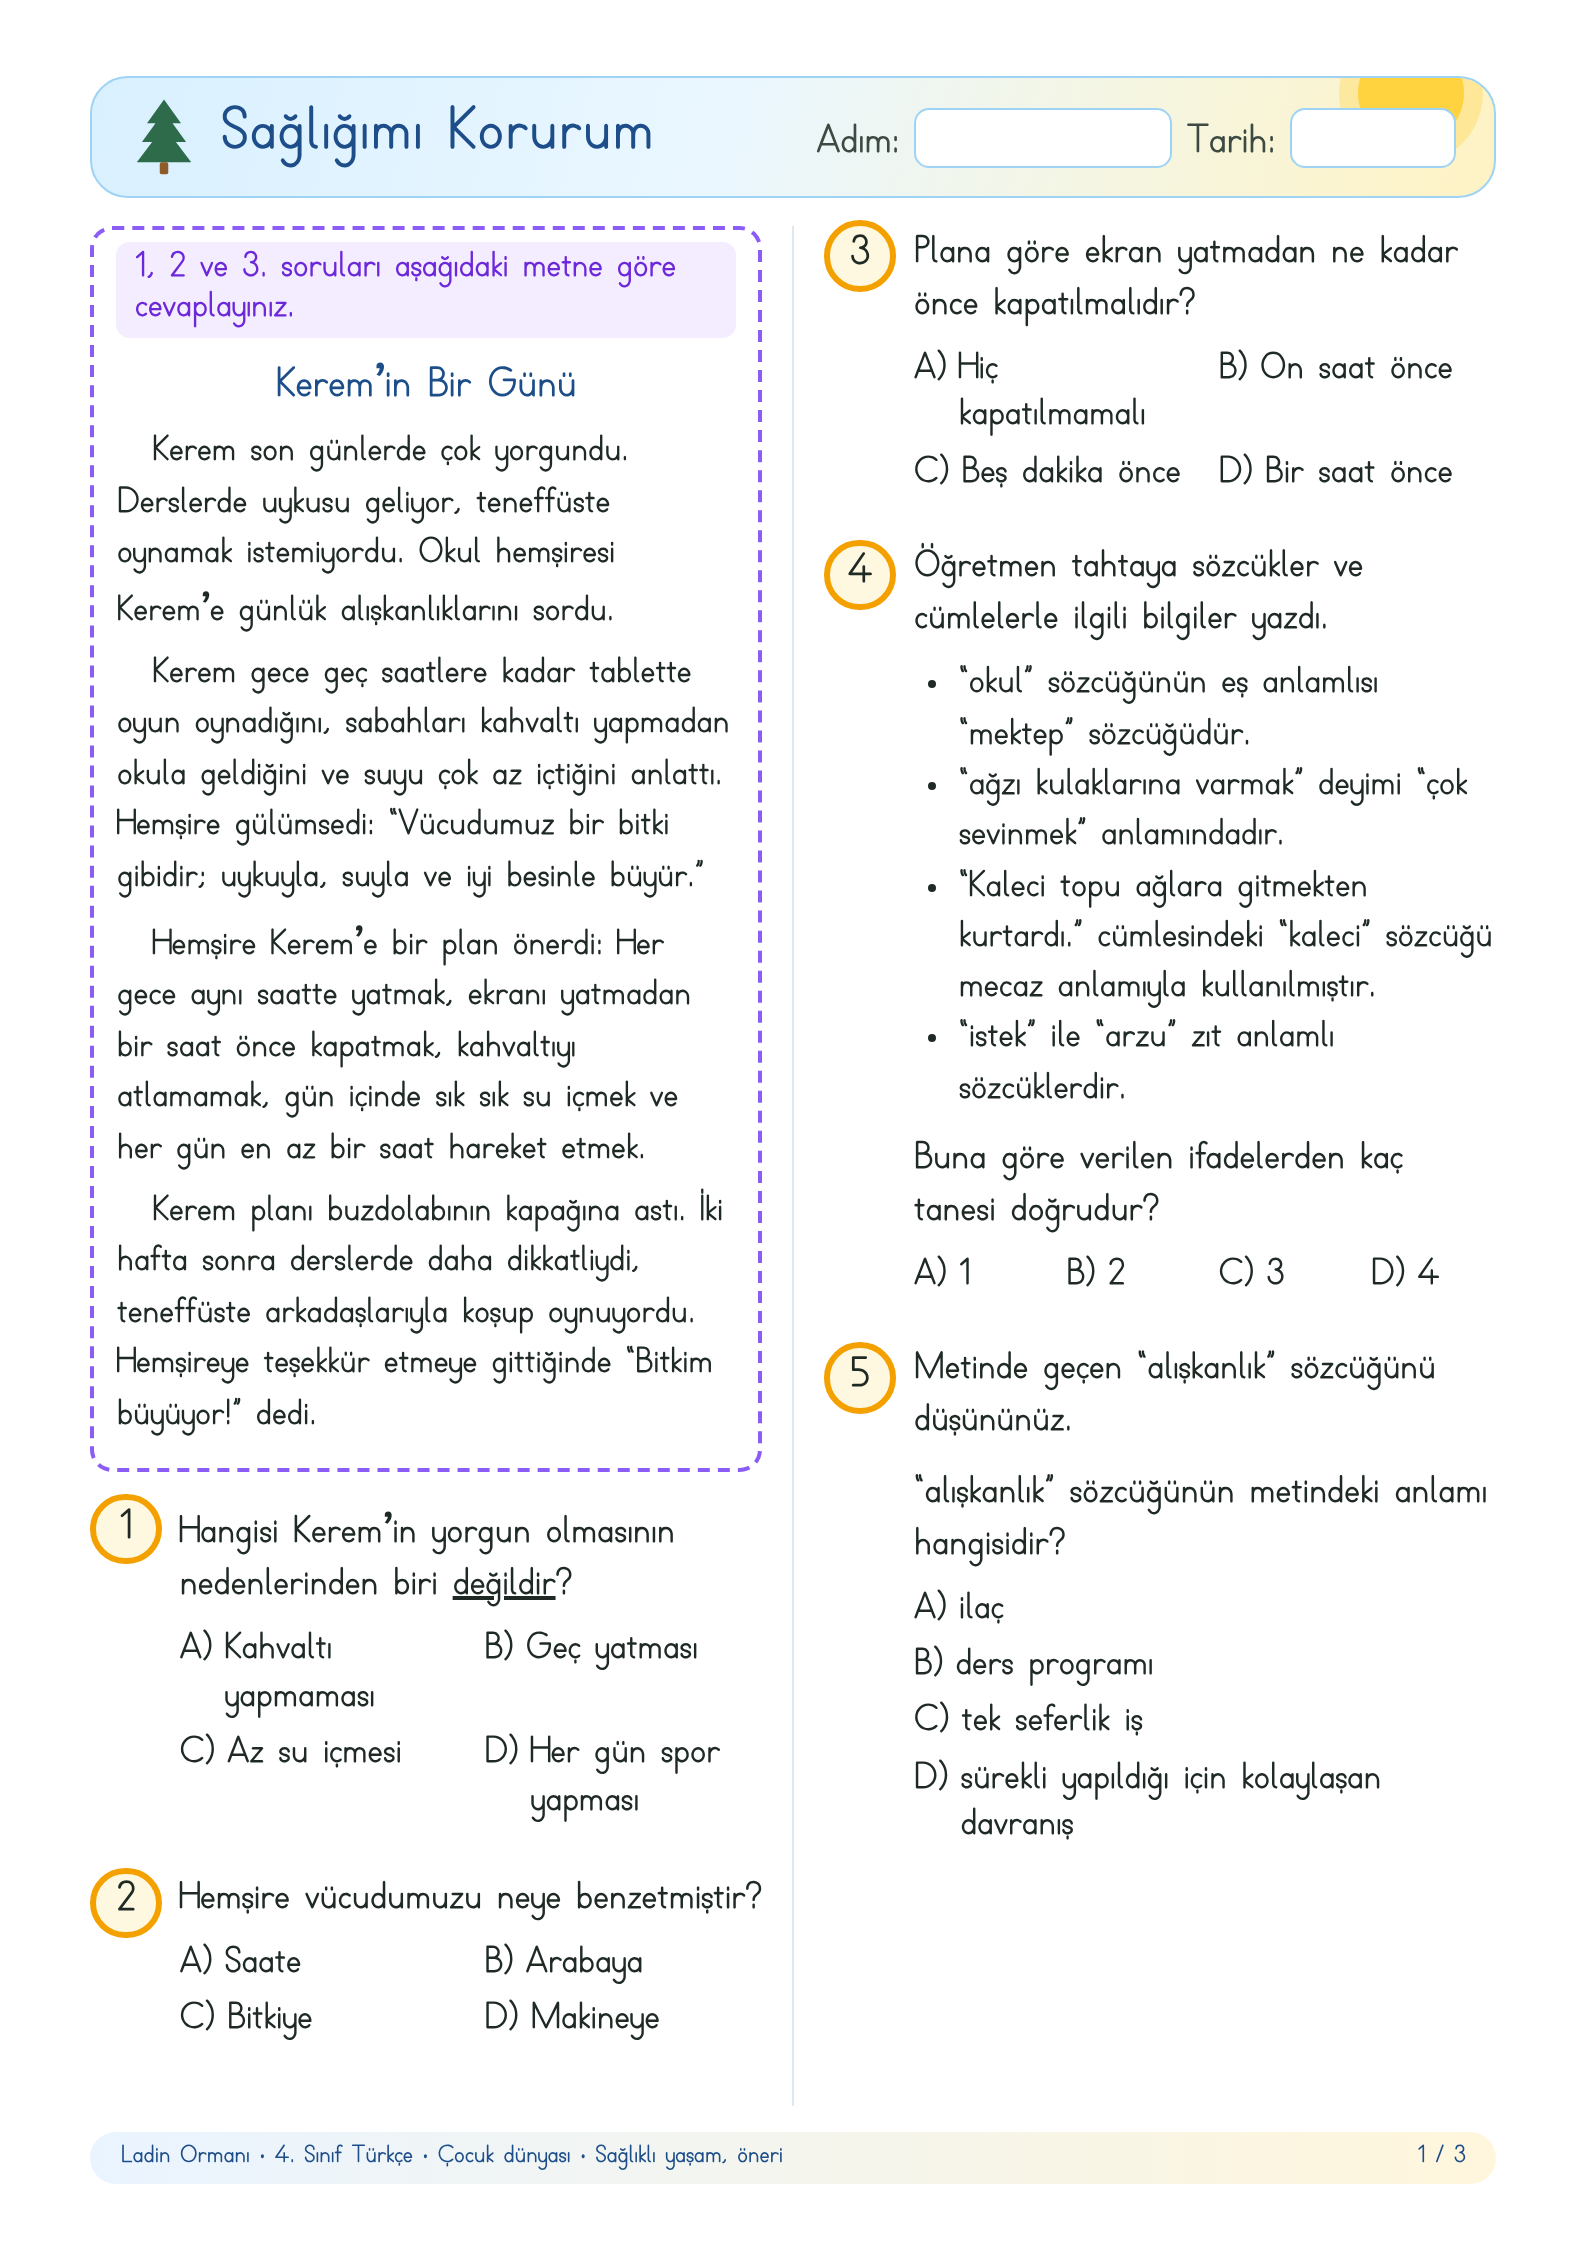 Sağlığımı Korurum
Adım:
Tarih:
1, 2 ve 3. soruları aşağıdaki metne göre
cevaplayınız.
Kerem’in Bir Günü
Kerem son günlerde çok yorgundu.
Derslerde uykusu geliyor, teneffüste
oynamak istemiyordu. Okul hemşiresi
Kerem’e günlük alışkanlıklarını sordu.
Kerem gece geç saatlere kadar tablette
oyun oynadığını, sabahları kahvaltı yapmadan
okula geldiğini ve suyu çok az içtiğini anlattı.
Hemşire gülümsedi: “Vücudumuz bir bitki
gibidir; uykuyla, suyla ve iyi besinle büyür.”
Hemşire Kerem’e bir plan önerdi: Her
gece aynı saatte yatmak, ekranı yatmadan
bir saat önce kapatmak, kahvaltıyı
atlamamak, gün içinde sık sık su içmek ve
her gün en az bir saat hareket etmek.
Kerem planı buzdolabının kapağına astı. İki
hafta sonra derslerde daha dikkatliydi,
teneffüste arkadaşlarıyla koşup oynuyordu.
Hemşireye teşekkür etmeye gittiğinde “Bitkim
büyüyor!” dedi.
1
Hangisi Kerem’in yorgun olmasının
nedenlerinden biri değildir?
A) Kahvaltı
yapmaması
B) Geç yatması
C) Az su içmesi
D) Her gün spor
yapması
2
Hemşire vücudumuzu neye benzetmiştir?
A) Saate
B) Arabaya
C) Bitkiye
D) Makineye
3
Plana göre ekran yatmadan ne kadar
önce kapatılmalıdır?
A) Hiç
kapatılmamalı
B) On saat önce
C) Beş dakika önce
D) Bir saat önce
4
Öğretmen tahtaya sözcükler ve
cümlelerle ilgili bilgiler yazdı.
• “okul” sözcüğünün eş anlamlısı
“mektep” sözcüğüdür.
• “ağzı kulaklarına varmak” deyimi “çok
sevinmek” anlamındadır.
• “Kaleci topu ağlara gitmekten
kurtardı.” cümlesindeki “kaleci” sözcüğü
mecaz anlamıyla kullanılmıştır.
• “istek” ile “arzu” zıt anlamlı
sözcüklerdir.
Buna göre verilen ifadelerden kaç
tanesi doğrudur?
A) 1
B) 2
C) 3
D) 4
5
Metinde geçen “alışkanlık” sözcüğünü
düşününüz.
“alışkanlık” sözcüğünün metindeki anlamı
hangisidir?
A) ilaç
B) ders programı
C) tek seferlik iş
D) sürekli yapıldığı için kolaylaşan
davranış
Ladin Ormanı • 4. Sınıf Türkçe • Çocuk dünyası • Sağlıklı yaşam, öneri
1 / 3